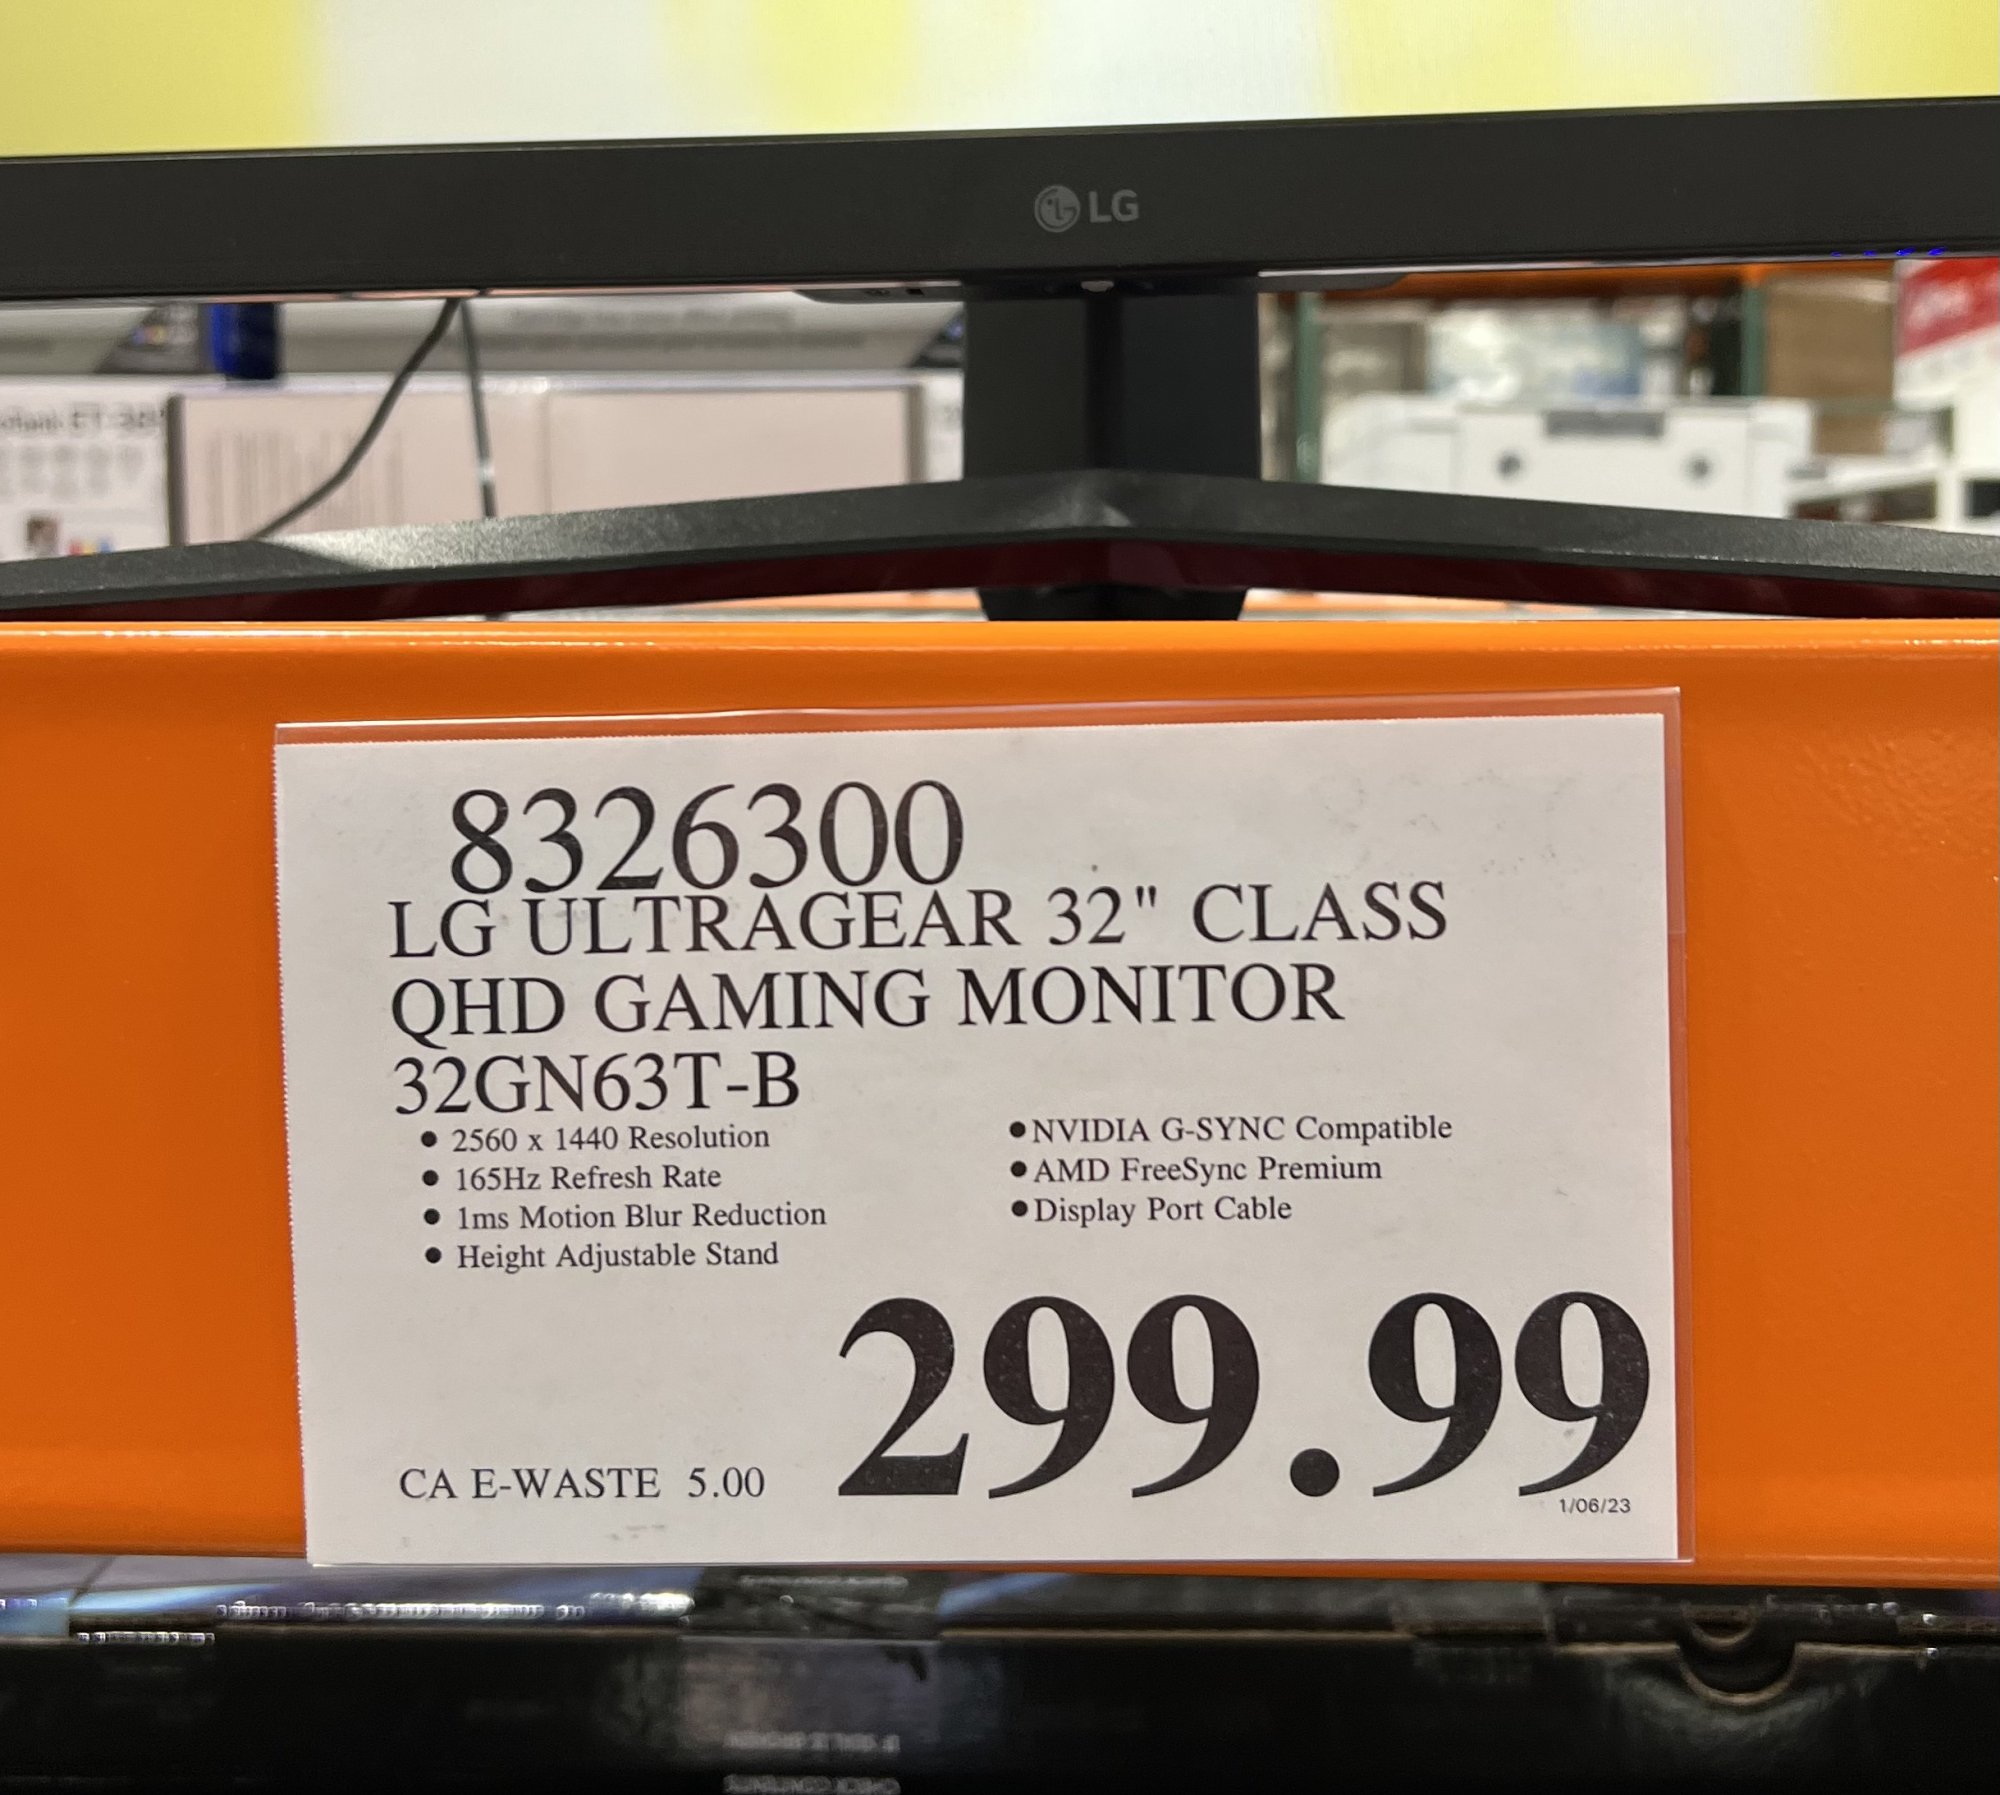 LG
8326300
LG ULTRAGEAR 32" CLASS
QHD GAMING MONITOR
32GN63T-B
• 2560 x 1440 Resolution
• 165Hz Refresh Rate
• 1ms Motion Blur Reduction
• Height Adjustable Stand
•NVIDIA G-SYNC Compatible
•AMD FreeSync Premium
•Display Port Cable
299.99
CA E-WASTE 5.00
1/06/23